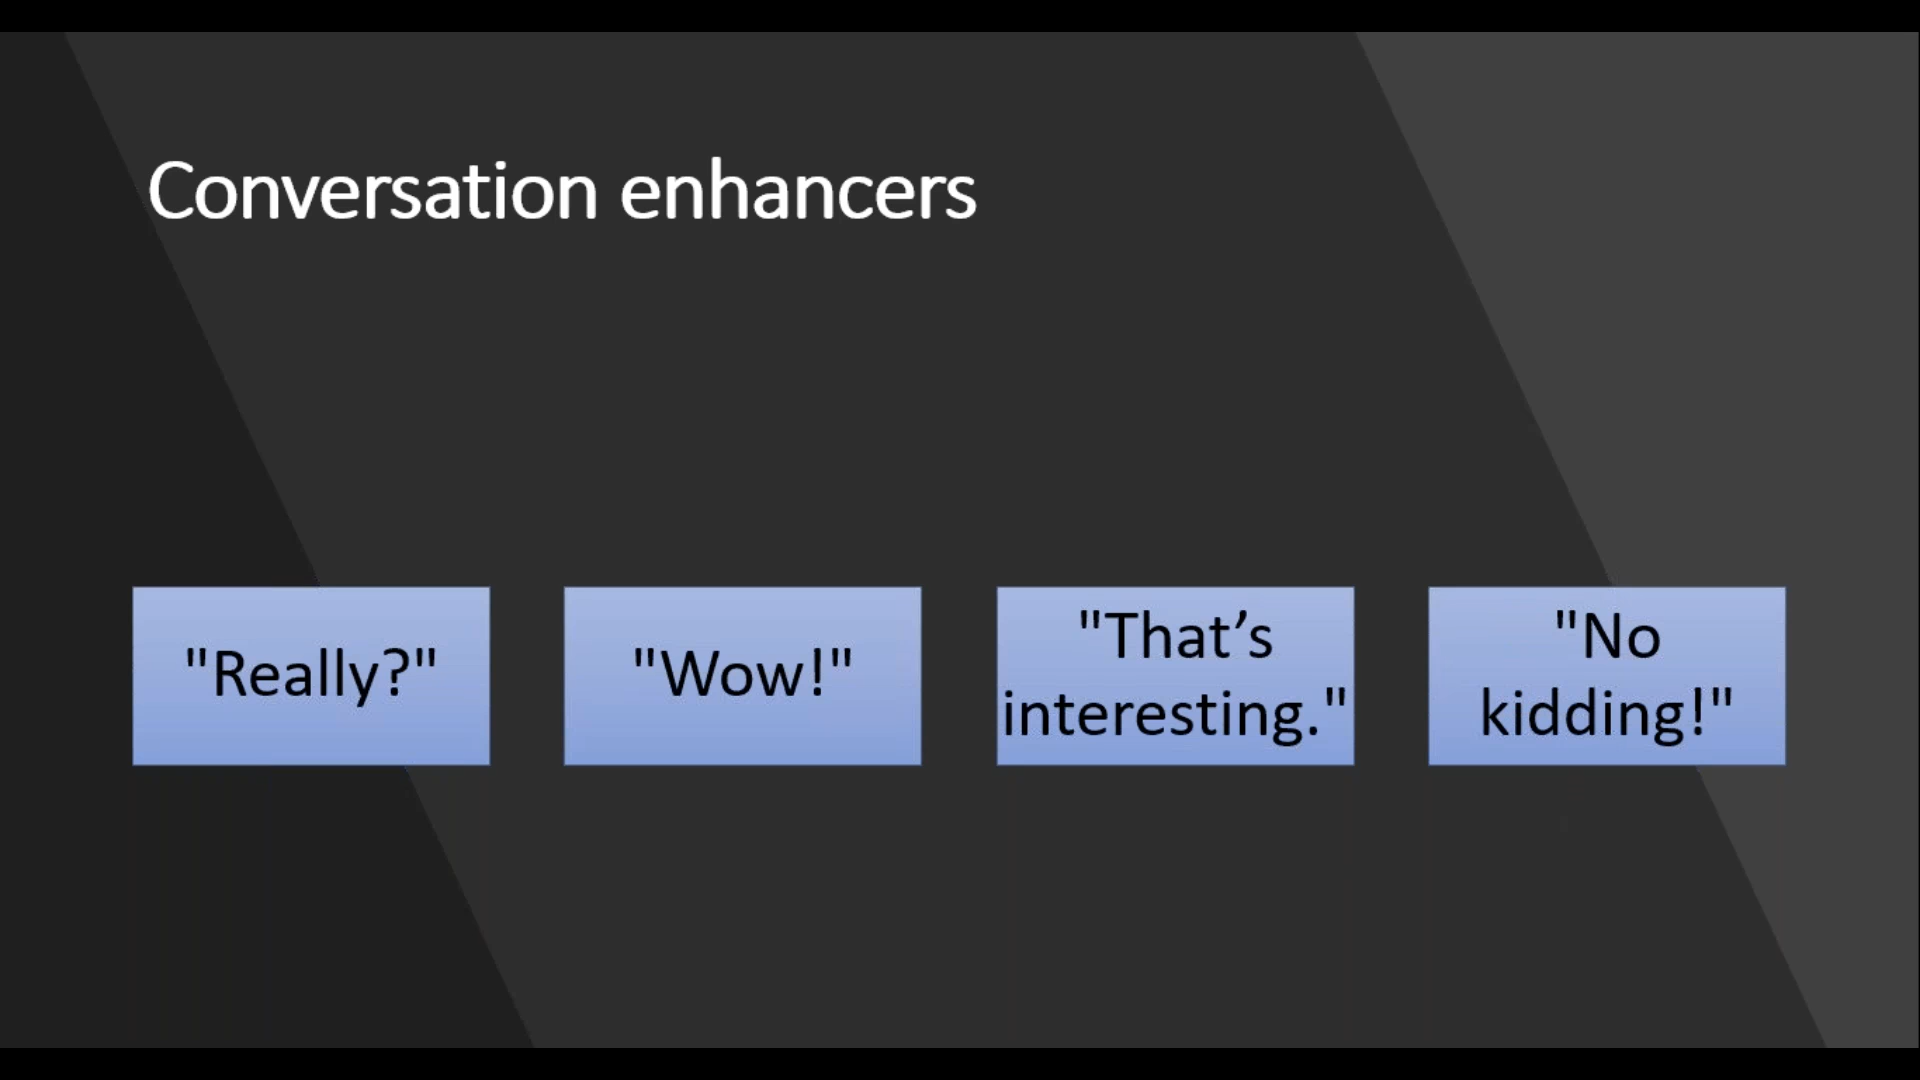 Conversation enhancers
"Really?"
"Wow!"
"That’s
interesting."
"No
kidding!"